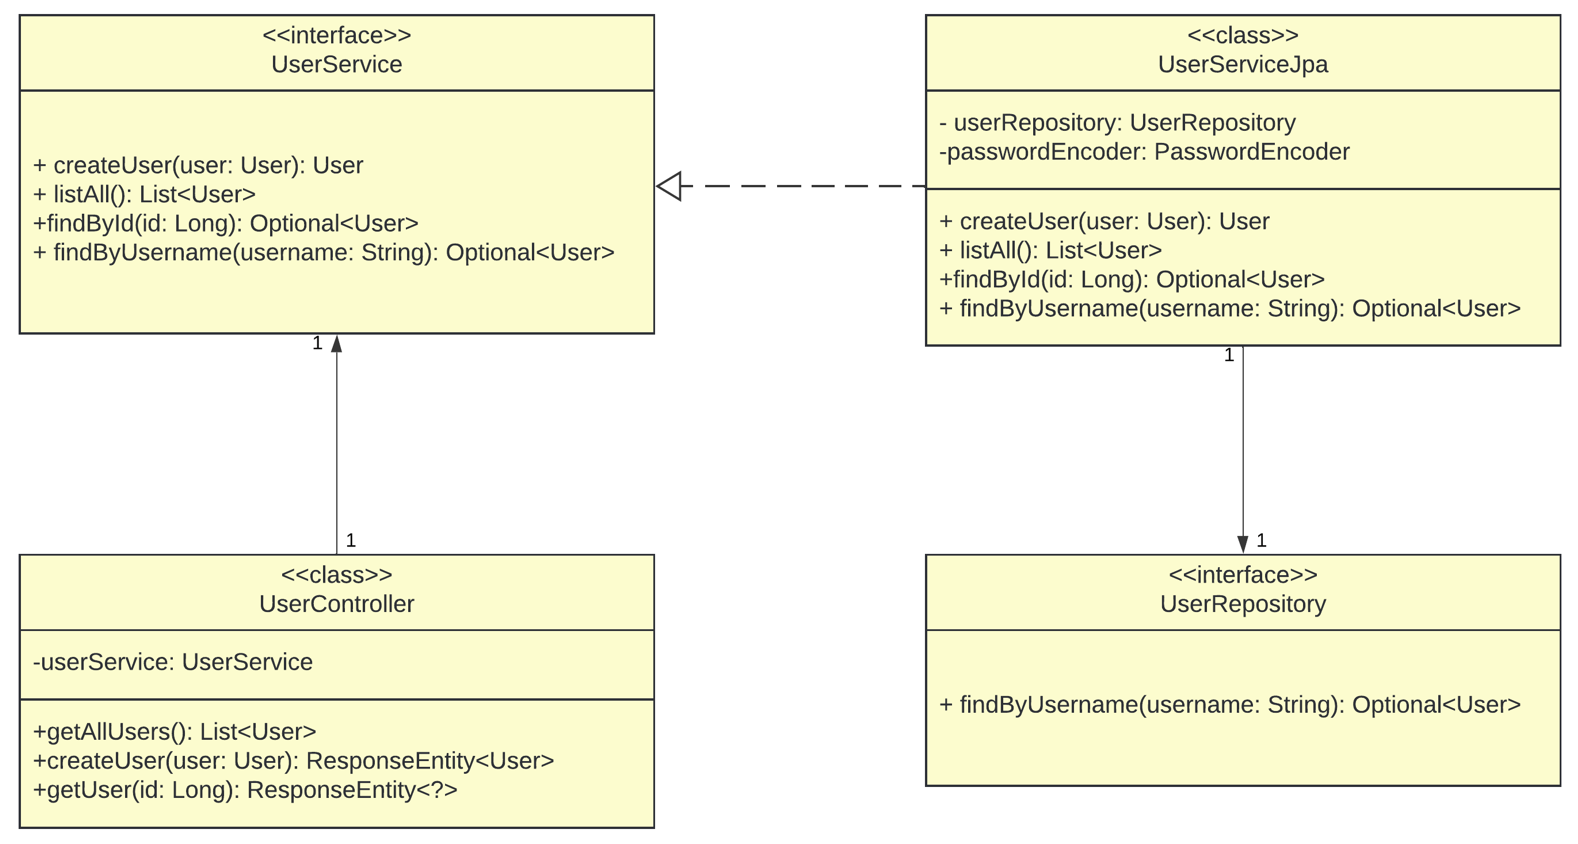 <<interface>>
UserService
+ createUser(user: User): User
+ listAll(): List<User>
+findById(id: Long): Optional<User>
+ findByUsername(username: String): Optional<User>
<<class>>
UserServiceJpa
- userRepository: UserRepository
-passwordEncoder: PasswordEncoder
+ createUser(user: User): User
+ listAll(): List<User>
+findById(id: Long): Optional<User>
+ findByUsername(username: String): Optional<User>
1
1
1
1
<<class>>
UserController
-userService: UserService
+getAllUsers(): List<User>
+createUser(user: User): ResponseEntity<User>
+getUser(id: Long): ResponseEntity<?>
<<interface>>
UserRepository
+ findByUsername(username: String): Optional<User>